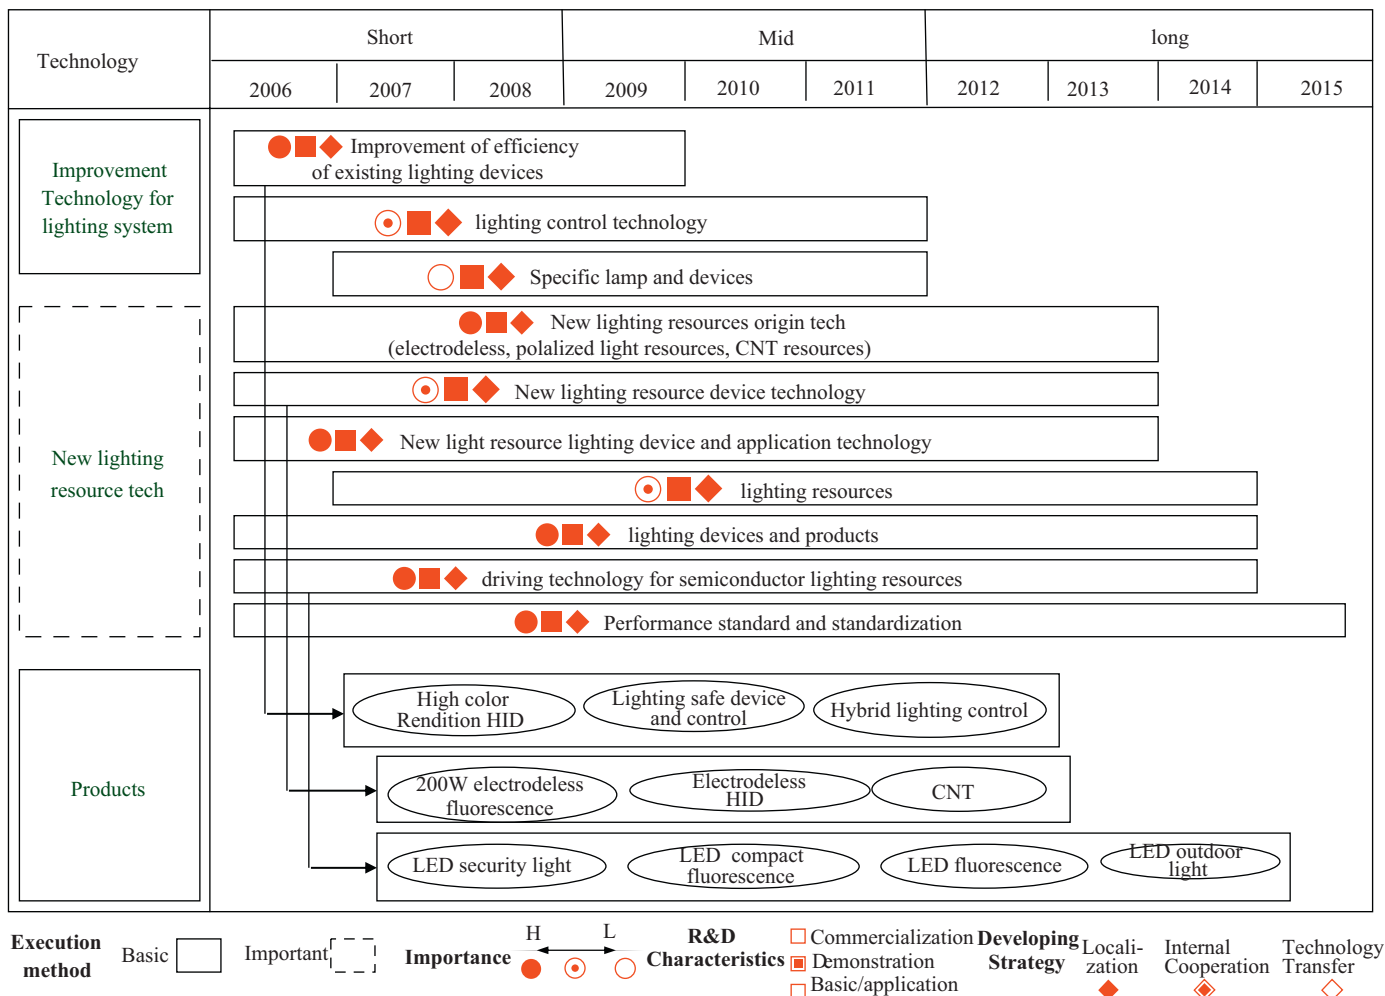 Technology
Short
Mid
long
2006
2007
2008
2009
2010
2011
2012
2013
2014
2015
Improvement
Technology for
lighting system
Improvement of efficiency
of existing lighting devices
lighting control technology
Specific lamp and devices
New lighting
resource tech
New lighting resources origin tech
(electrodeless, polalized light resources, CNT resources)
New lighting resource device technology
New light resource lighting device and application technology
lighting resources
lighting devices and products
driving technology for semiconductor lighting resources
Performance standard and standardization
Products
High color
Rendition HID
Lighting safe device
and control
Hybrid lighting control
200W electrodeless
fluorescence
Electrodeless
HID
CNT
LED security light
LED compact
fluorescence
LED fluorescence
LED outdoor
light
Execution
method
Basic
Important
Importance
H
L
R&D
Characteristics
Commercialization
Demonstration
Basic/application
Developing
Strategy
Locali-
zation
Internal
Cooperation
Technology
Transfer